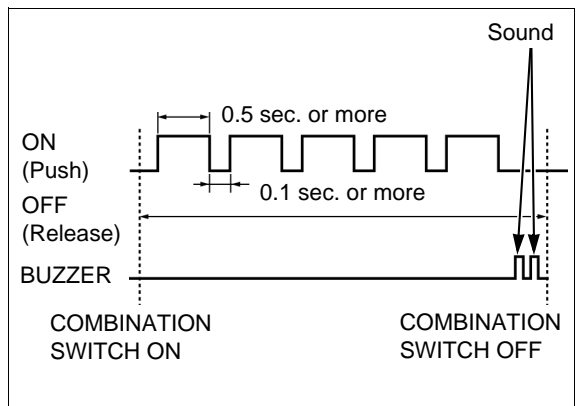 Sound
0.5 sec. or more
ON
(Push)
0.1 sec. or more
OFF
(Release)
BUZZER
COMBINATION
SWITCH ON
COMBINATION
SWITCH OFF